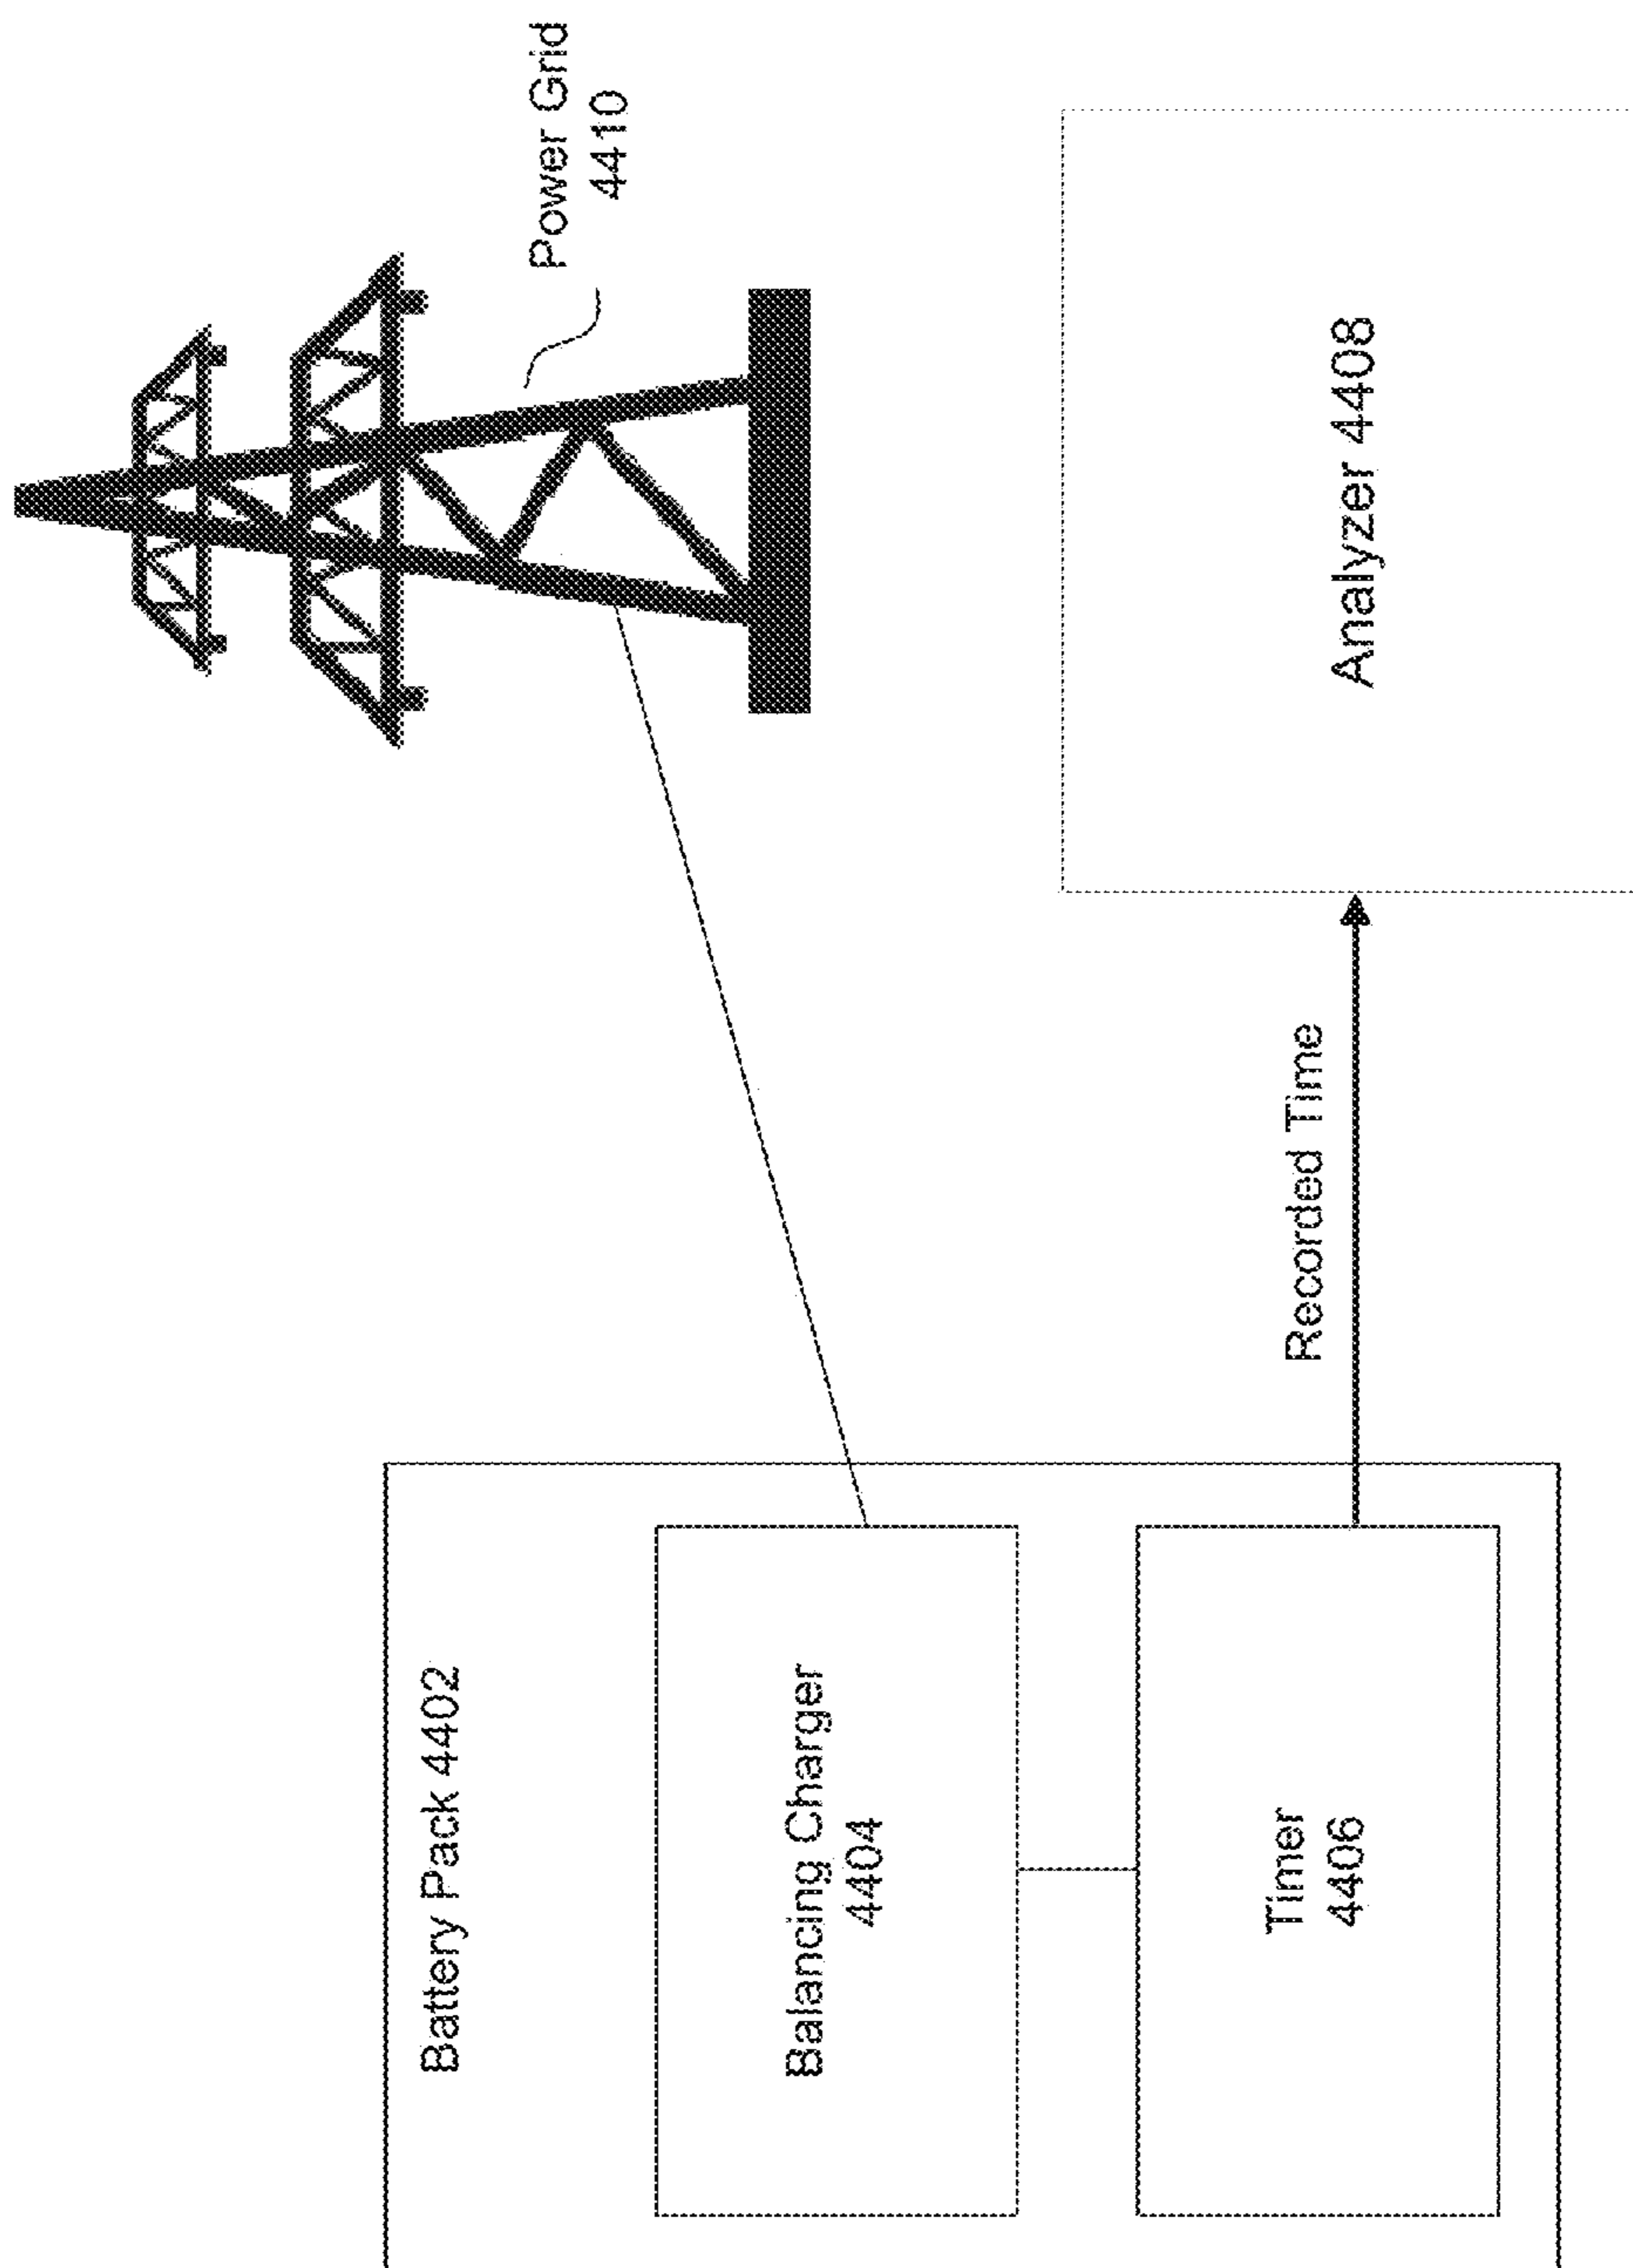 Battery Pack 4402
Balancing Charger
4404
Timer
4406
Recorded Time
Power Grid
4410
Analyzer 4408